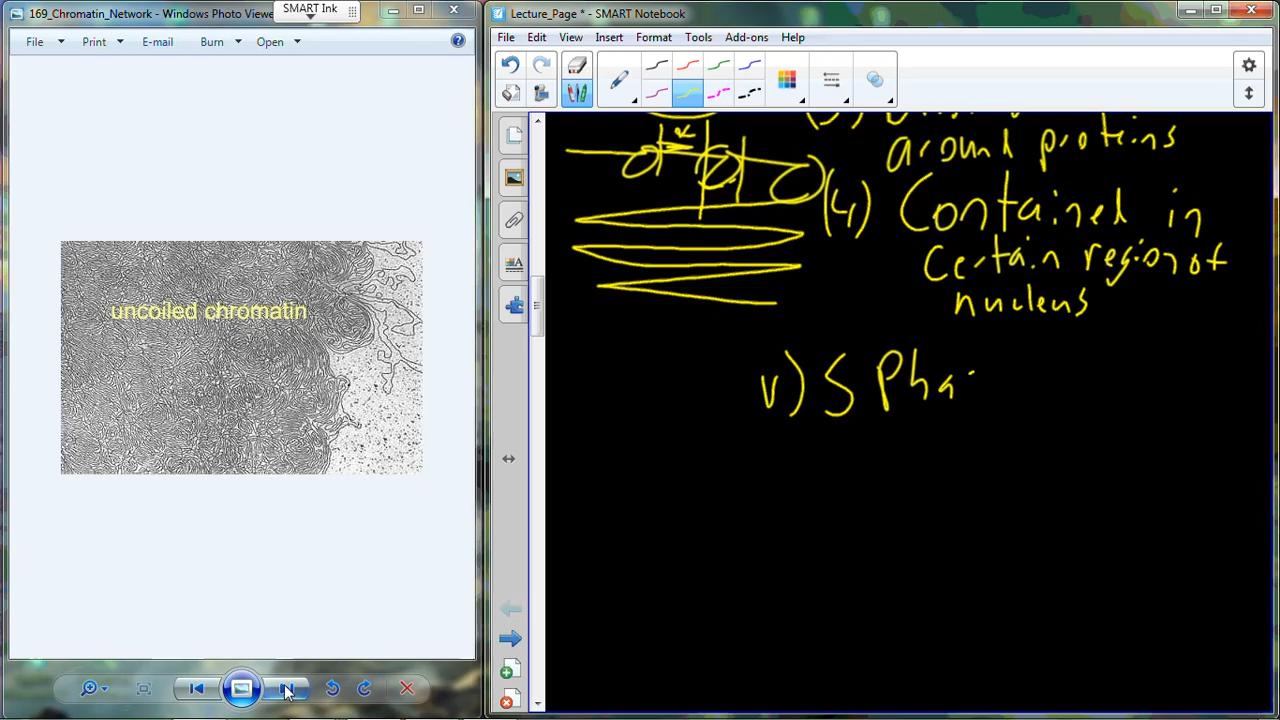 169_Chromatin_Network - Windows Photo Viewer
SMART Ink
File Print E-mail Burn Open
uncoiled chromatin
Lecture_Page * - SMART Notebook
File Edit View Insert Format Tools Add-ons Help
around proteins
(4) Contained in
certain region of
nucleus
v) S Pha